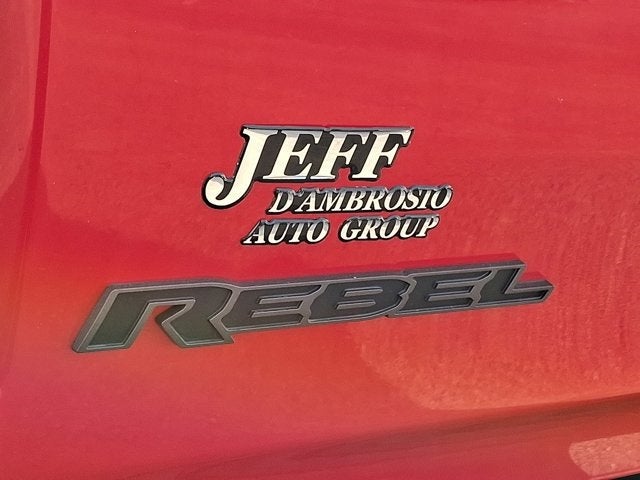 JEFF
D'AMBROSIO
AUTO GROUP
REBEL